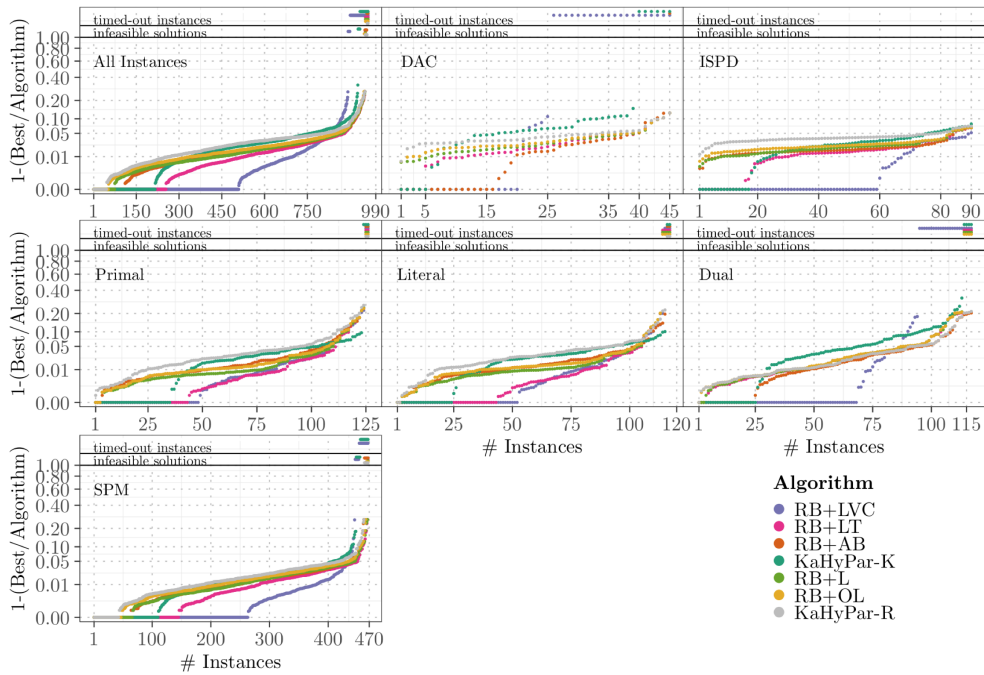 timed-out instances
infeasible solutions
1.00
0.80
0.60
0.40
0.20
0.05
0.01
0.00
1-(Best/Algorithm)
All Instances
1 150 300 600 750 990
timed-out instances
infeasible solutions
DAC
1 5 15 25 35 45
timed-out instances
infeasible solutions
ISPD
1 20 40 60 80 90
timed-out instances
infeasible solutions
1.00
0.80
0.60
0.40
0.20
0.10
0.05
0.01
0.00
1-(Best/Algorithm)
Primal
1 25 50 75 100 125
timed-out instances
infeasible solutions
Literal
1 25 50 75 100 120
# Instances
timed-out instances
infeasible solutions
Dual
1 25 50 75 100 115
# Instances
timed-out instances
infeasible solutions
1.00
0.80
0.60
0.40
0.20
0.10
0.05
0.01
0.00
1-(Best/Algorithm)
SPM
1 100 200 300 400 470
# Instances
Algorithm
RB+LVC
RB+LT
RB+AB
KaHyPar-K
RB+L
RB+OL
KaHyPar-R